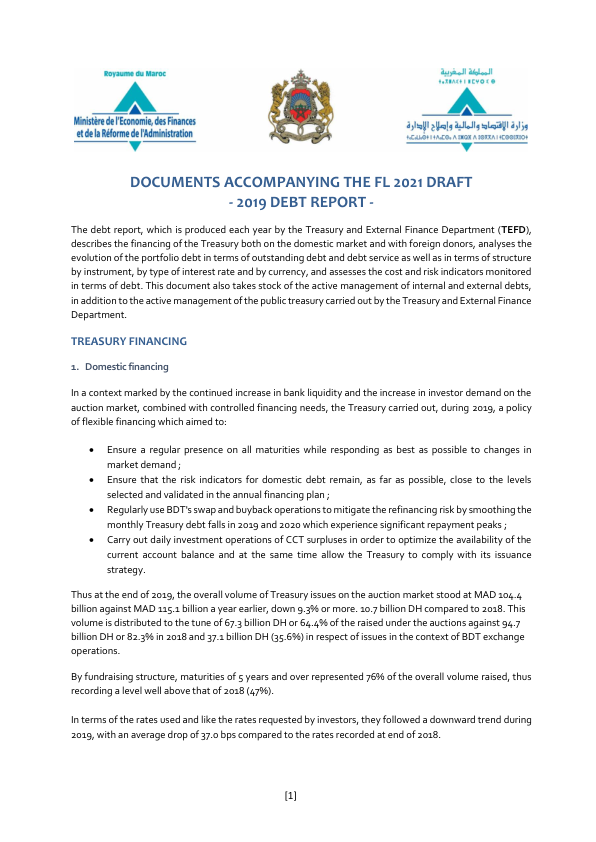 Royaume du Maroc
Ministère de l'Economie, des Finances
et de la Réforme de l'Administration
المملكة المغربية
وزارة الاقتصاد والمالية وإصلاح الإدارة
DOCUMENTS ACCOMPANYING THE FL 2021 DRAFT
- 2019 DEBT REPORT -
The debt report, which is produced each year by the Treasury and External Finance Department (TEFD),
describes the financing of the Treasury both on the domestic market and with foreign donors, analyses the
evolution of the portfolio debt in terms of outstanding debt and debt service as well as in terms of structure
by instrument, by type of interest rate and by currency, and assesses the cost and risk indicators monitored
in terms of debt. This document also takes stock of the active management of internal and external debts,
in addition to the active management of the public treasury carried out by the Treasury and External Finance
Department.
TREASURY FINANCING
1. Domestic financing
In a context marked by the continued increase in bank liquidity and the increase in investor demand on the
auction market, combined with controlled financing needs, the Treasury carried out, during 2019, a policy
of flexible financing which aimed to:
• Ensure a regular presence on all maturities while responding as best as possible to changes in
market demand ;
• Ensure that the risk indicators for domestic debt remain, as far as possible, close to the levels
selected and validated in the annual financing plan ;
• Regularly use BDT's swap and buyback operations to mitigate the refinancing risk by smoothing the
monthly Treasury debt falls in 2019 and 2020 which experience significant repayment peaks ;
• Carry out daily investment operations of CCT surpluses in order to optimize the availability of the
current account balance and at the same time allow the Treasury to comply with its issuance
strategy.
Thus at the end of 2019, the overall volume of Treasury issues on the auction market stood at MAD 104.4
billion against MAD 115.1 billion a year earlier, down 9.3% or more. 10.7 billion DH compared to 2018. This
volume is distributed to the tune of 67.3 billion DH or 64.4% of the raised under the auctions against 94.7
billion DH or 82.3% in 2018 and 37.1 billion DH (35.6%) in respect of issues in the context of BDT exchange
operations.
By fundraising structure, maturities of 5 years and over represented 76% of the overall volume raised, thus
recording a level well above that of 2018 (47%).
In terms of the rates used and like the rates requested by investors, they followed a downward trend during
2019, with an average drop of 37.0 bps compared to the rates recorded at end of 2018.
[1]